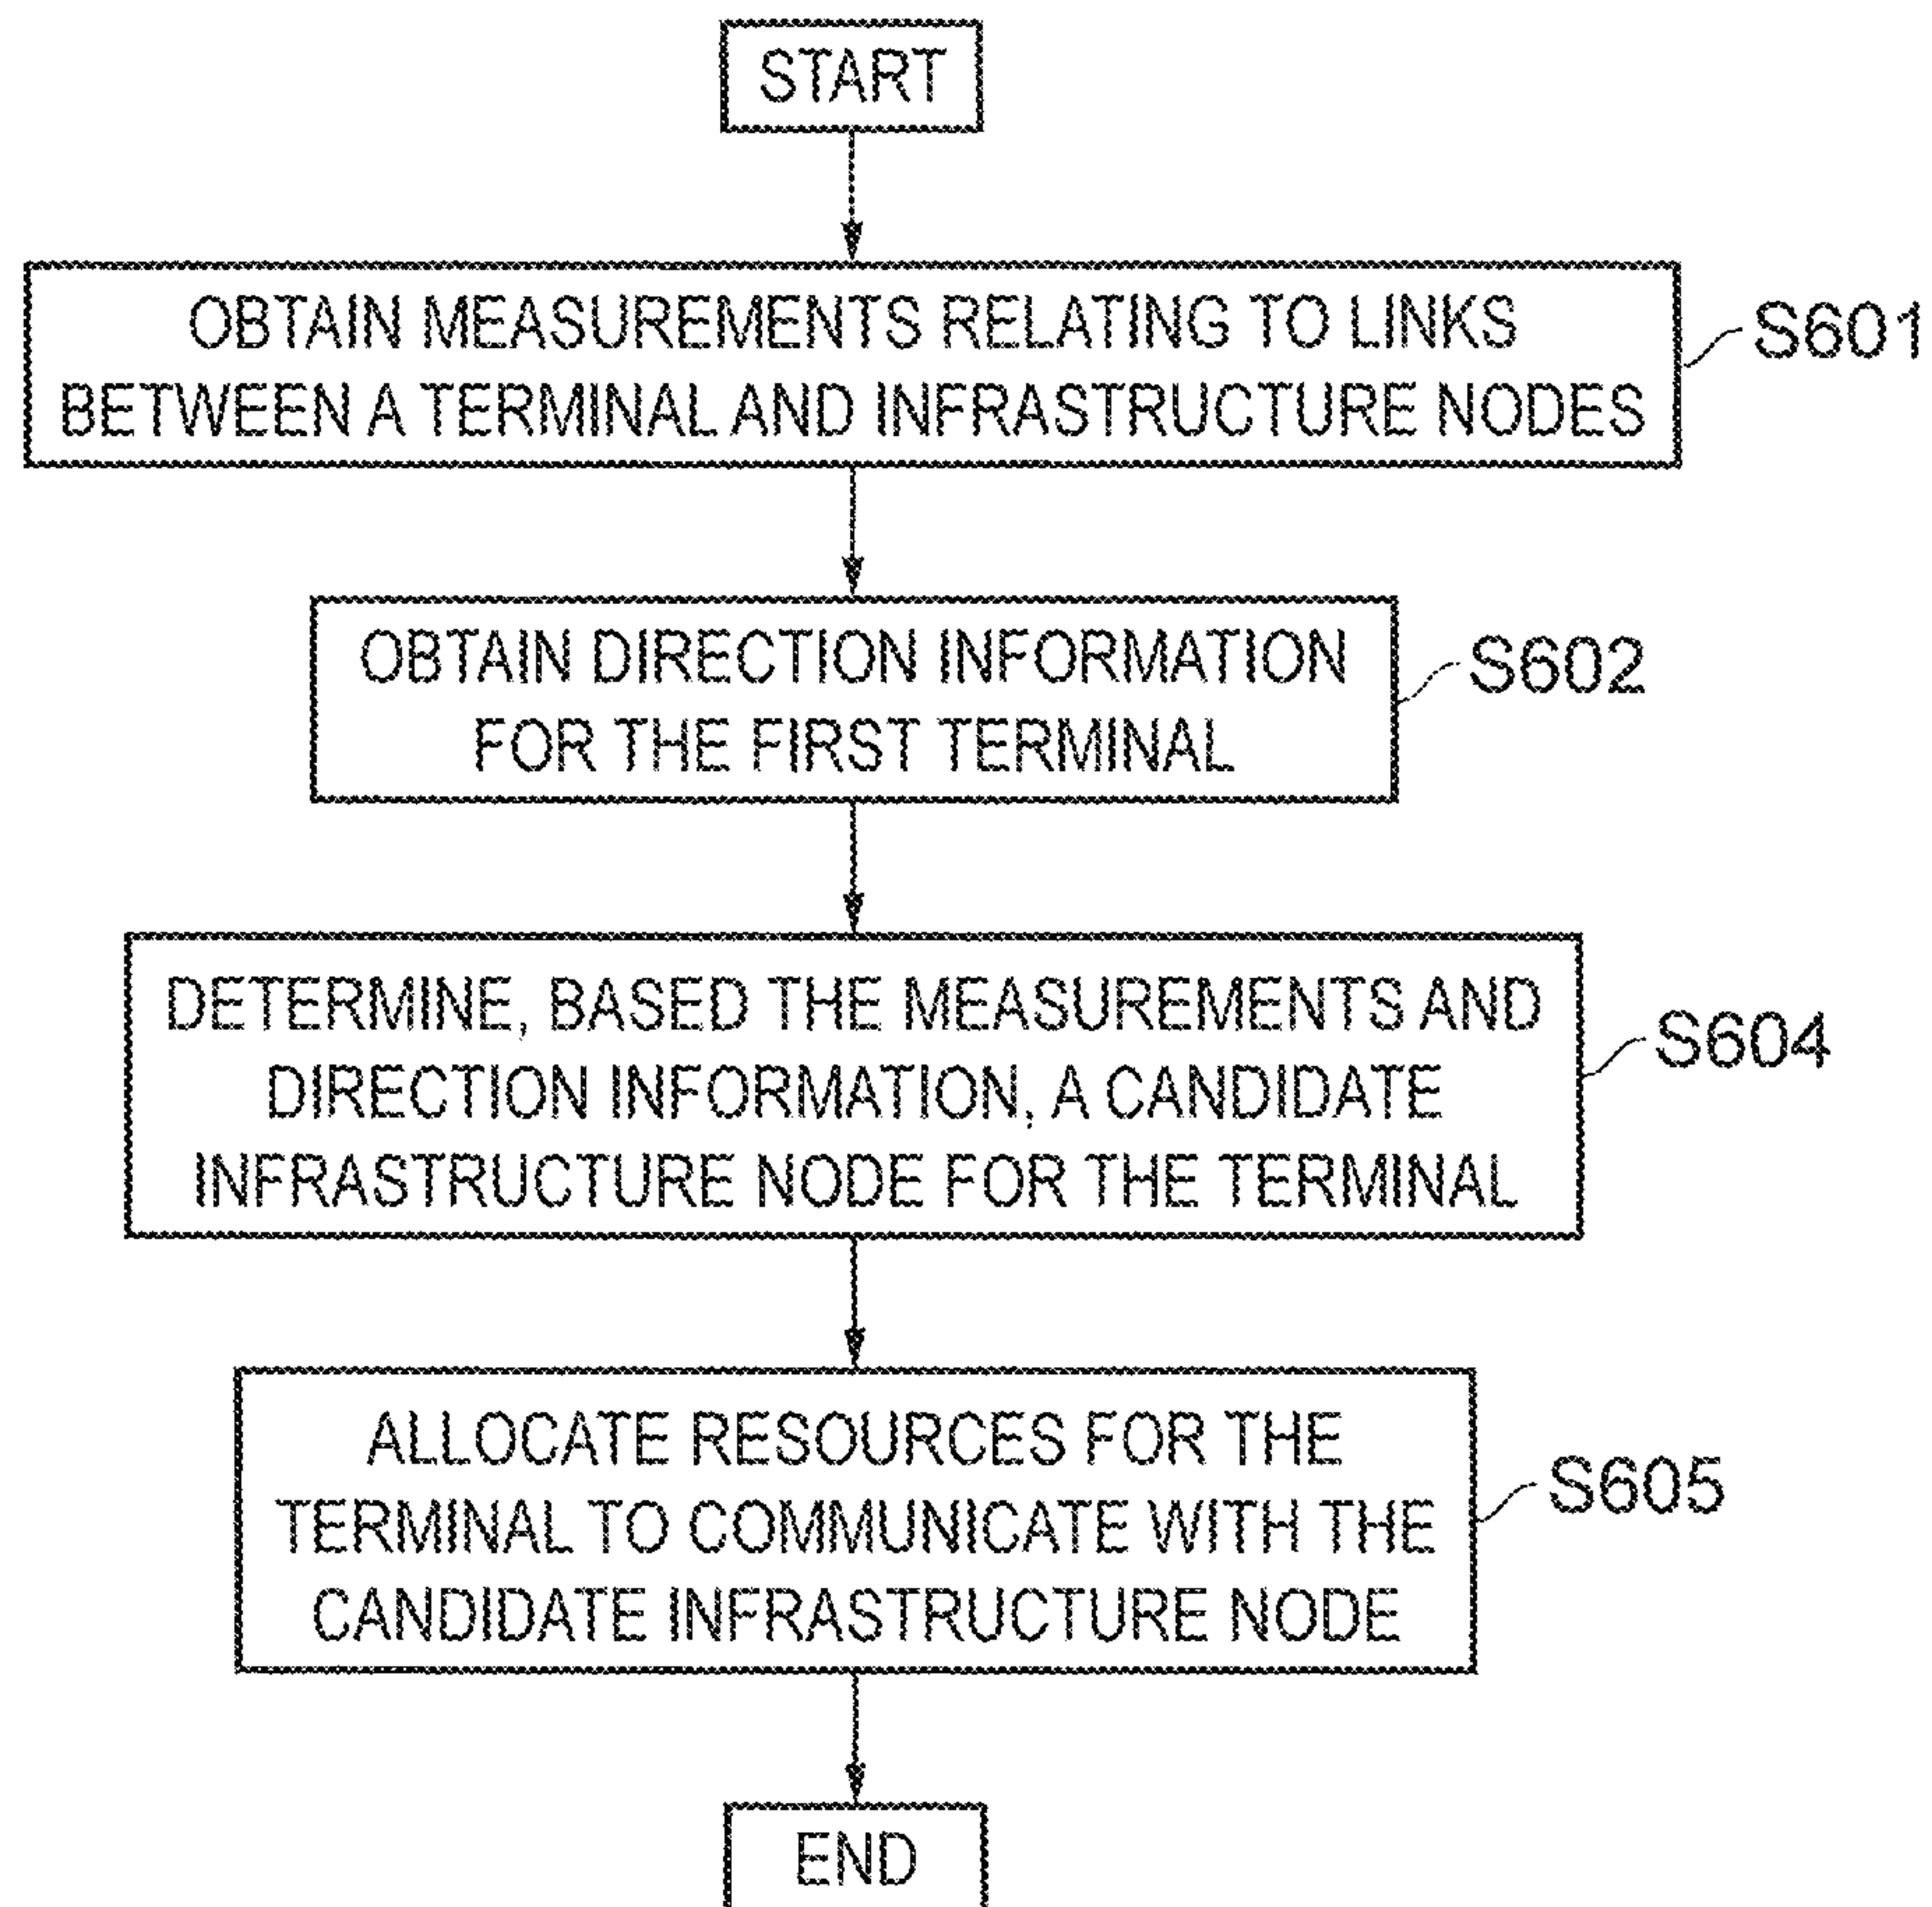 START
OBTAIN MEASUREMENTS RELATING TO LINKS
BETWEEN A TERMINAL AND INFRASTRUCTURE NODES
S601
OBTAIN DIRECTION INFORMATION
FOR THE FIRST TERMINAL
S602
DETERMINE, BASED THE MEASUREMENTS AND
DIRECTION INFORMATION, A CANDIDATE
INFRASTRUCTURE NODE FOR THE TERMINAL
S604
ALLOCATE RESOURCES FOR THE
TERMINAL TO COMMUNICATE WITH THE
CANDIDATE INFRASTRUCTURE NODE
S605
END